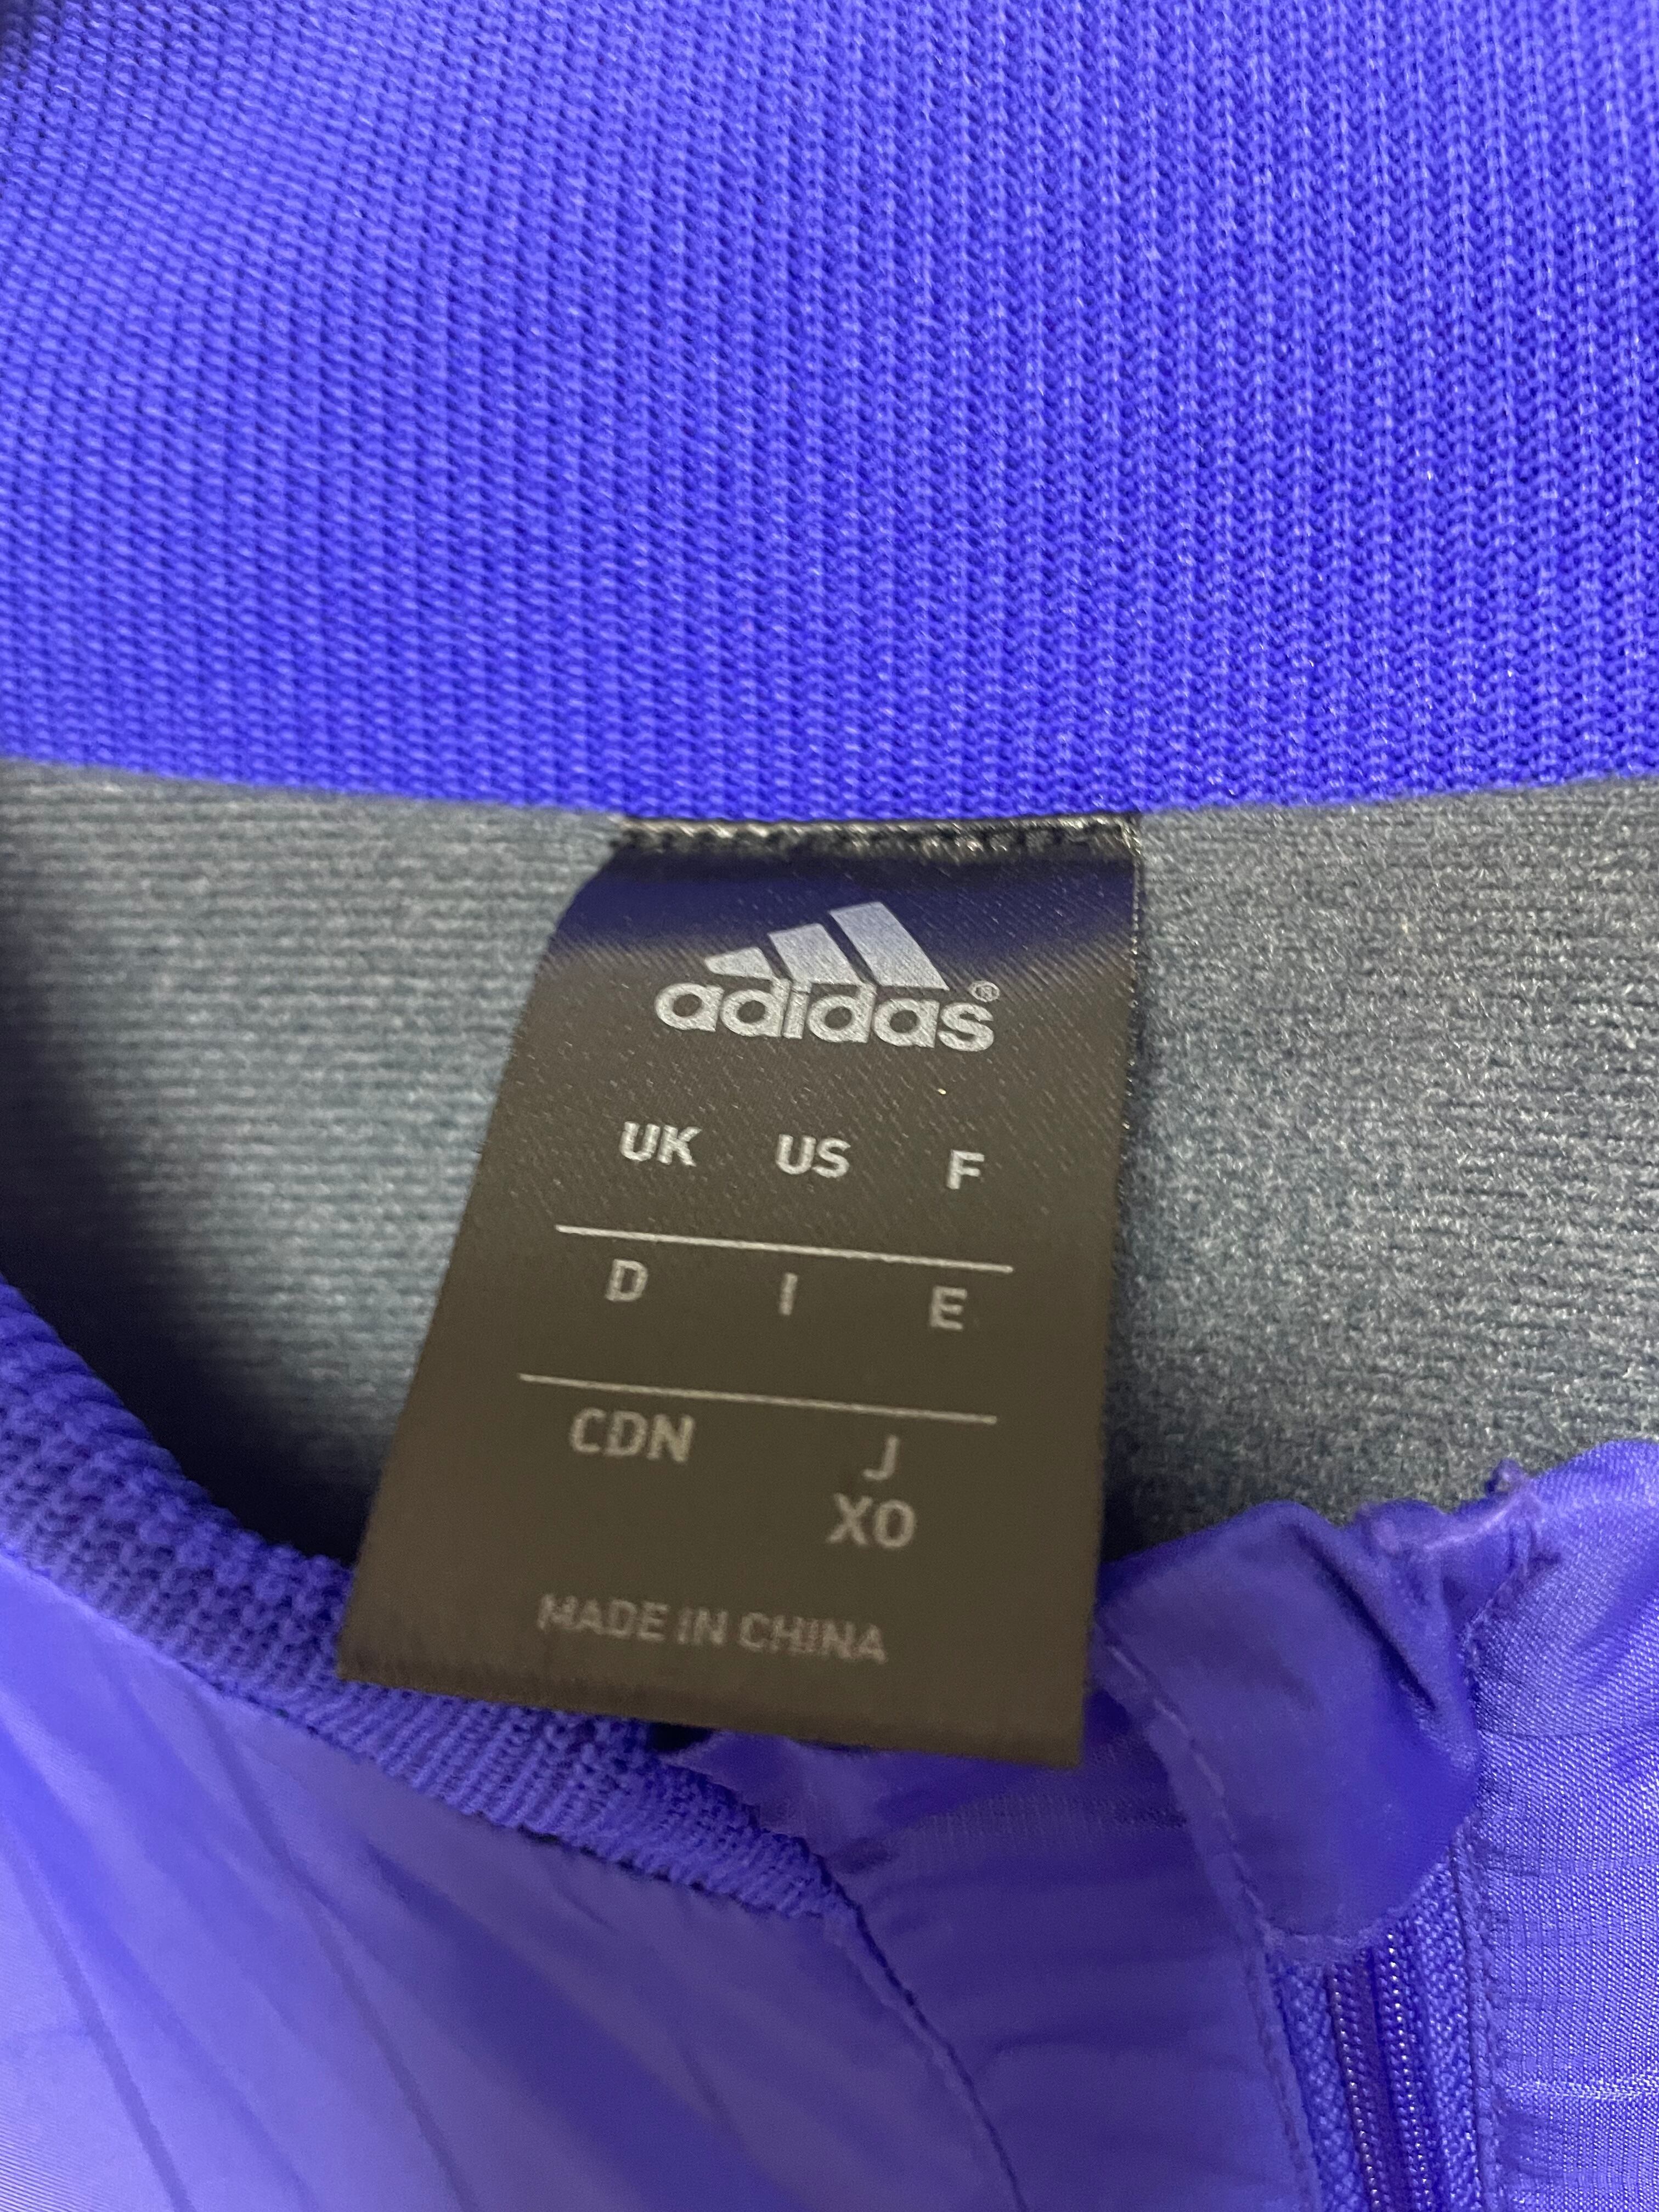 adidas®
UK US F
D I E
CDN J
XO
MADE IN CHINA